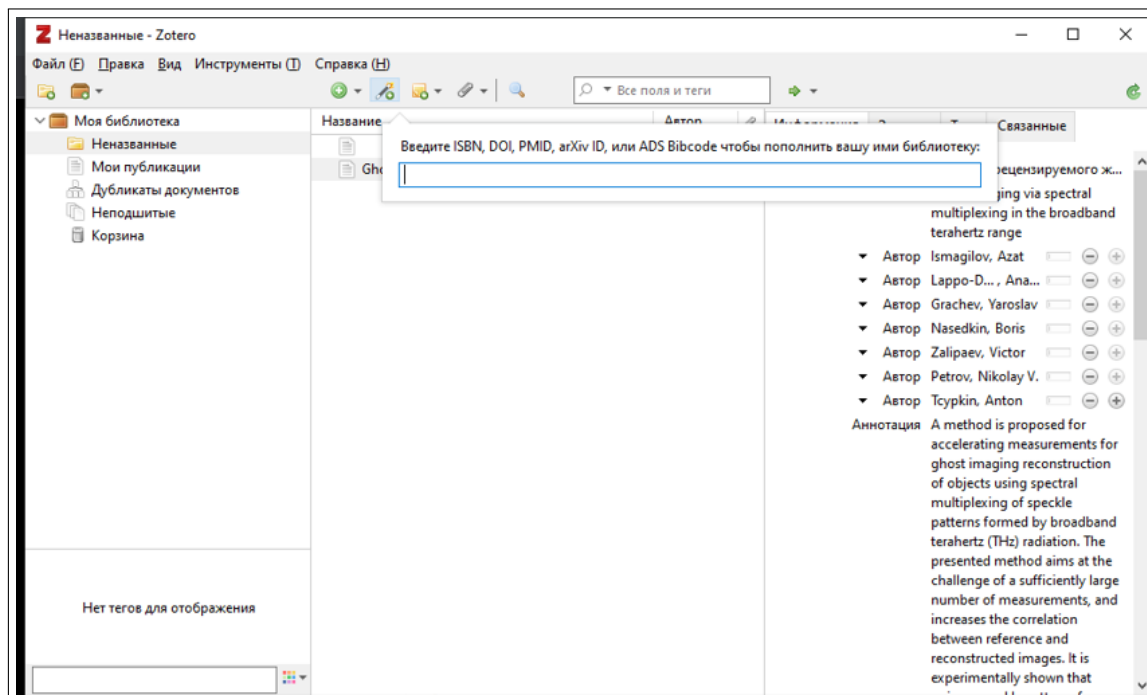 Неназванные - Zotero
Файл (F) Правка Вид Инструменты (T) Справка (H)
Все поля и теги
Моя библиотека
Неназванные
Мои публикации
Дубликаты документов
Неподшитые
Корзина
Нет тегов для отображения
Название
Автор
Gho
Введите ISBN, DOI, PMID, arXiv ID, или ADS Bibcode чтобы пополнить вашу ими библиотеку:
Связанные
рецензируемого ж...
ging via spectral
multiplexing in the broadband
terahertz range
Автор Ismagilov, Azat
Автор Lappo-D... , Ana...
Автор Grachev, Yaroslav
Автор Nasedkin, Boris
Автор Zalipaev, Victor
Автор Petrov, Nikolay V.
Автор Tcypkin, Anton
Аннотация A method is proposed for
accelerating measurements for
ghost imaging reconstruction
of objects using spectral
multiplexing of speckle
patterns formed by broadband
terahertz (THz) radiation. The
presented method aims at the
challenge of a sufficiently large
number of measurements, and
increases the correlation
between reference and
reconstructed images. It is
experimentally shown that